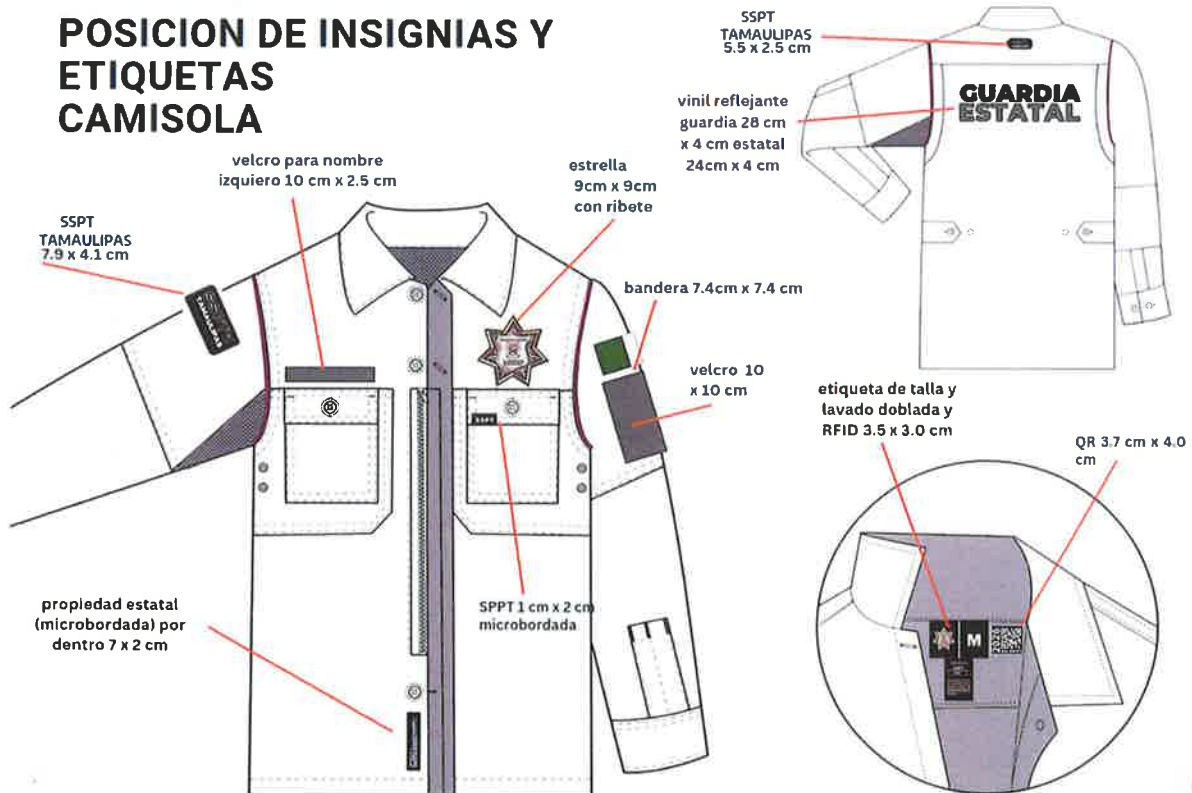 POSICION DE INSIGNIAS Y
ETIQUETAS
CAMISOLA
SSPT
TAMAULIPAS
5.5 x 2.5 cm
GUARDIA
ESTATAL
vinil reflejante
guardia 28 cm
x 4 cm estatal
24cm x 4 cm
velcro para nombre
izquiero 10 cm x 2.5 cm
estrella
9cm x 9cm
con ribete
SSPT
TAMAULIPAS
7.9 x 4.1 cm
TAMAULIPAS
bandera 7.4cm x 7.4 cm
velcro 10
x 10 cm
SSPT
etiqueta de talla y
lavado doblada y
RFID 3.5 x 3.0 cm
QR 3.7 cm x 4.0
cm
M
propiedad estatal
(microbordada) por
dentro 7 x 2 cm
SPPT 1 cm x 2 cm
microbordada